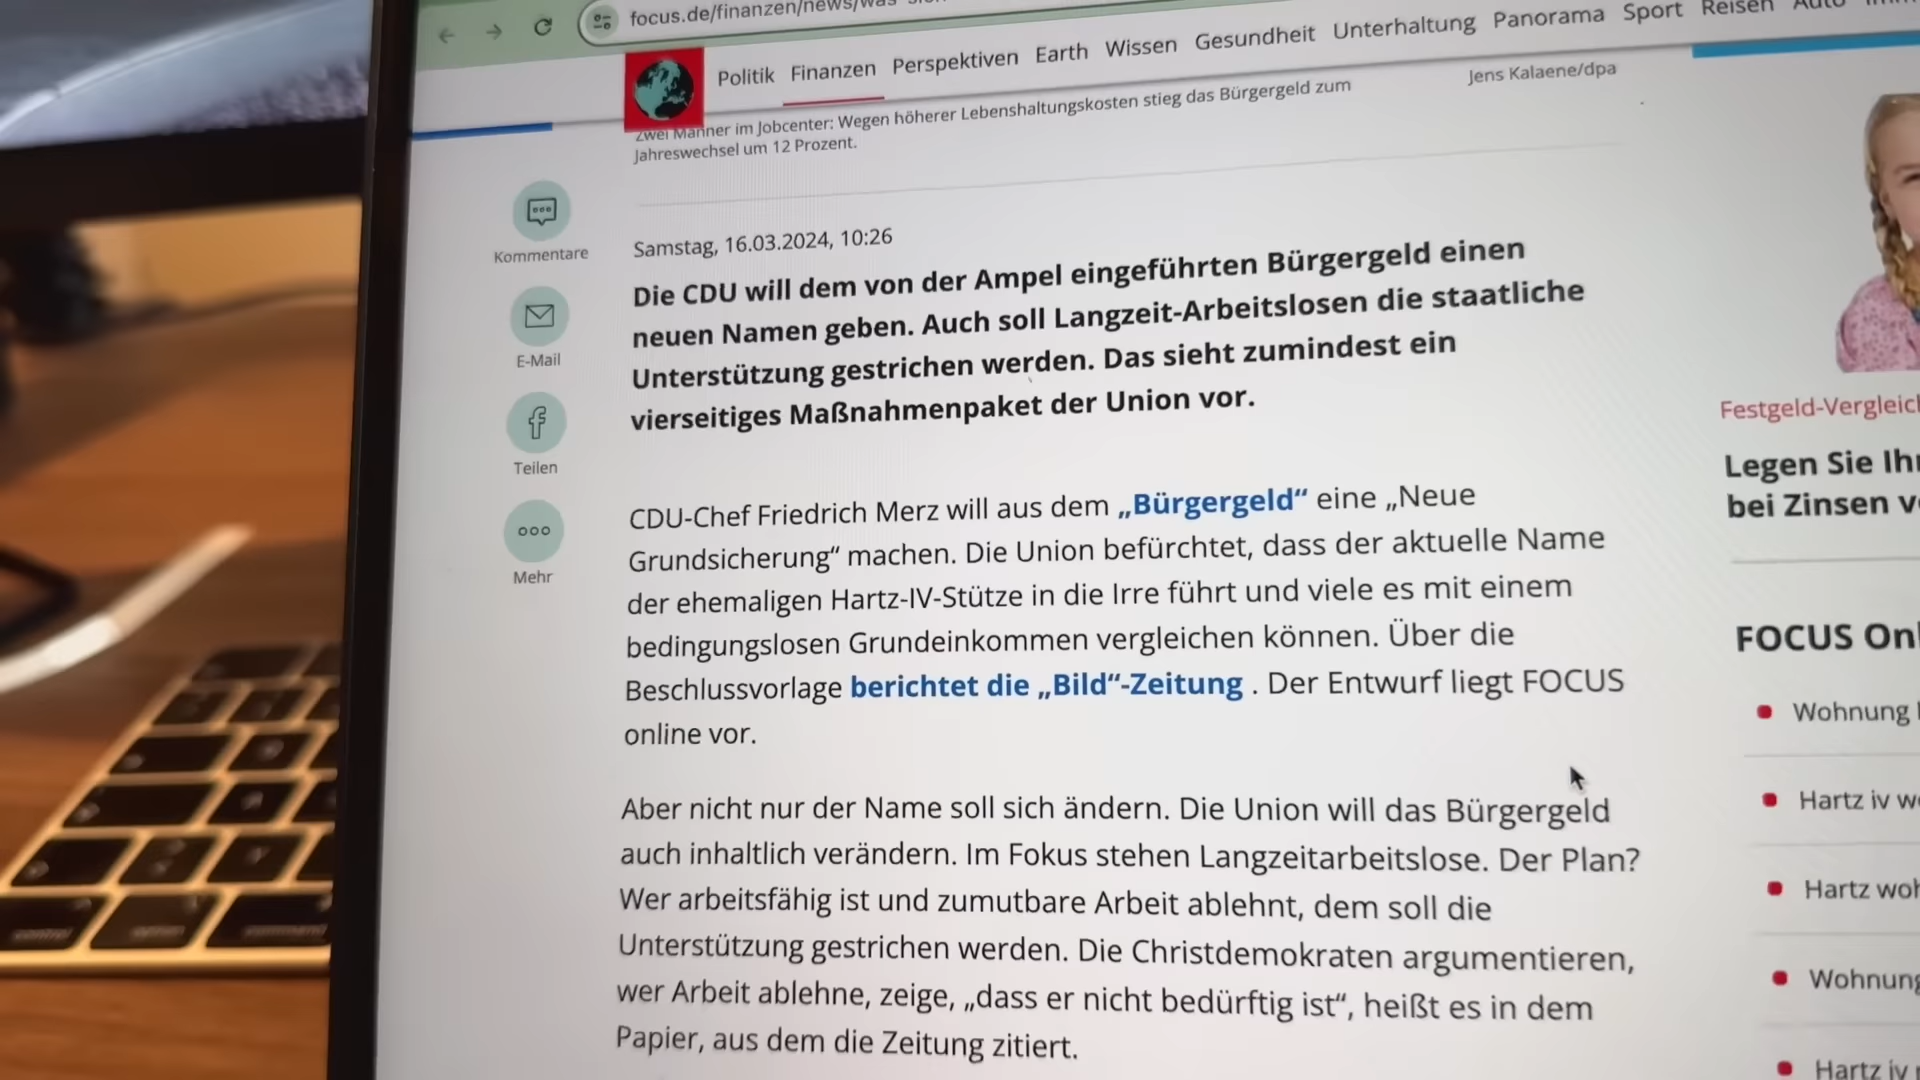 focus.de/finanzen/news/was-
Politik Finanzen Perspektiven Earth Wissen Gesundheit Unterhaltung Panorama Sport Reisen Auto
Zwei Männer im Jobcenter: Wegen höherer Lebenshaltungskosten stieg das Bürgergeld zum
Jahreswechsel um 12 Prozent.
Jens Kalaene/dpa
Kommentare
E-Mail
Teilen
Mehr
Samstag, 16.03.2024, 10:26
Die CDU will dem von der Ampel eingeführten Bürgergeld einen
neuen Namen geben. Auch soll Langzeit-Arbeitslosen die staatliche
Unterstützung gestrichen werden. Das sieht zumindest ein
vierseitiges Maßnahmenpaket der Union vor.
CDU-Chef Friedrich Merz will aus dem „Bürgergeld“ eine „Neue
Grundsicherung“ machen. Die Union befürchtet, dass der aktuelle Name
der ehemaligen Hartz-IV-Stütze in die Irre führt und viele es mit einem
bedingungslosen Grundeinkommen vergleichen können. Über die
Beschlussvorlage berichtet die „Bild“-Zeitung . Der Entwurf liegt FOCUS
online vor.
Aber nicht nur der Name soll sich ändern. Die Union will das Bürgergeld
auch inhaltlich verändern. Im Fokus stehen Langzeitarbeitslose. Der Plan?
Wer arbeitsfähig ist und zumutbare Arbeit ablehnt, dem soll die
Unterstützung gestrichen werden. Die Christdemokraten argumentieren,
wer Arbeit ablehne, zeige, „dass er nicht bedürftig ist“, heißt es in dem
Papier, aus dem die Zeitung zitiert.
Festgeld-Vergleich
Legen Sie Ihr
bei Zinsen v
FOCUS Onl
Wohnung
Hartz iv we
Hartz woh
Wohnung
Hartz iv